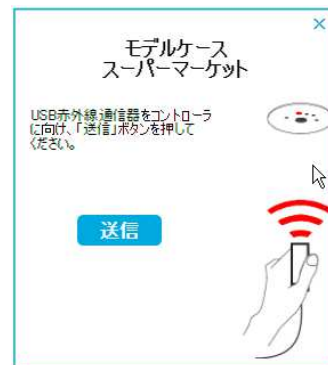 モデルケース
スーパーマーケット
USB赤外線通信器をコントローラ
に向け、「送信」ボタンを押して
ください。
送信